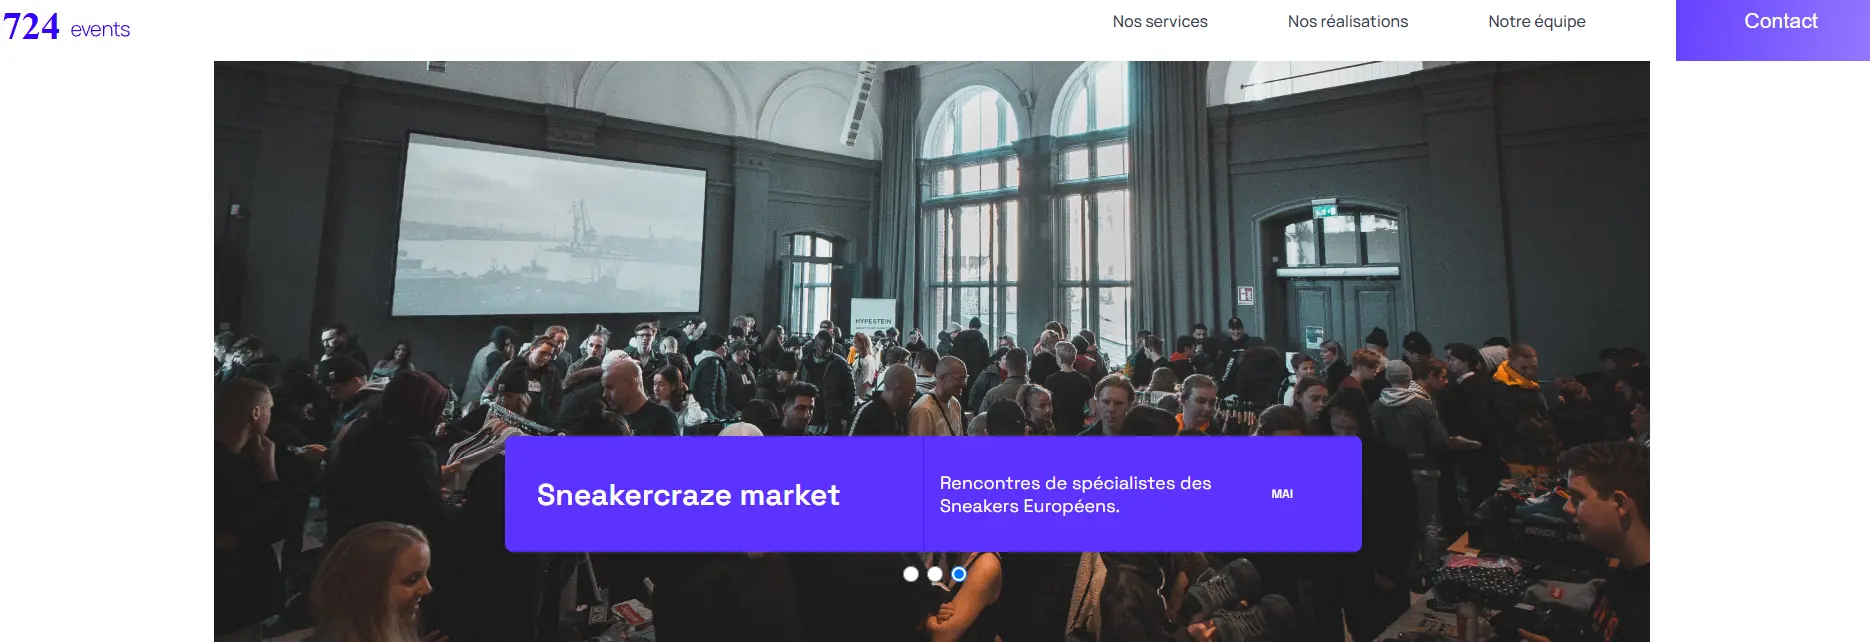 724 events
Nos services
Nos réalisations
Notre équipe
Contact
HYPESTEIN
Sneakercraze market
Rencontres de spécialistes des
Sneakers Européens.
MAI